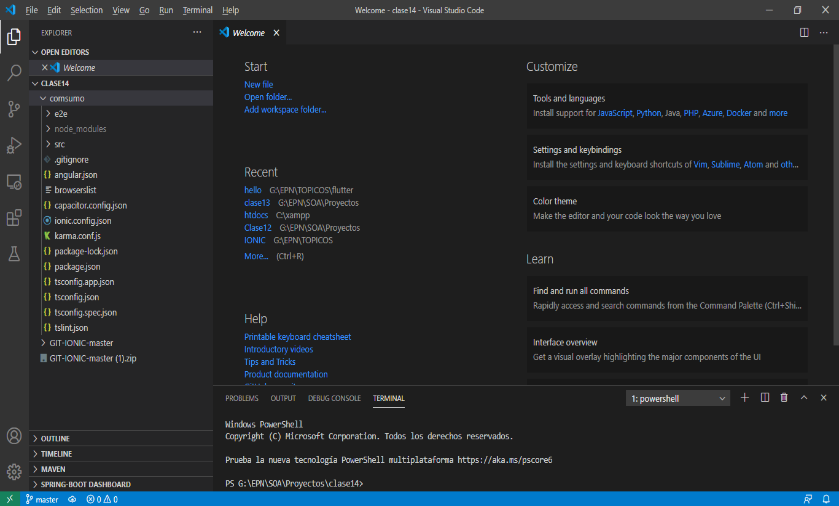 File Edit Selection View Go Run Terminal Help
Welcome - clase14 - Visual Studio Code
EXPLORER
OPEN EDITORS
Welcome
CLASE14
comsumo
e2e
node_modules
src
.gitignore
angular.json
browserslist
capacitor.config.json
ionic.config.json
karma.conf.js
package-lock.json
package.json
tsconfig.app.json
tsconfig.json
tsconfig.spec.json
tslint.json
GIT-IONIC-master
GIT-IONIC-master (1).zip
OUTLINE
TIMELINE
MAVEN
SPRING-BOOT DASHBOARD
Welcome
Start
New file
Open folder...
Add workspace folder...
Recent
hello G:\EPN\TOPICOS\flutter
clase13 G:\EPN\SOA\Proyectos
htdocs C:\xampp
Clase12 G:\EPN\SOA\Proyectos
IONIC G:\EPN\TOPICOS
More... (Ctrl+R)
Help
Printable keyboard cheatsheet
Introductory videos
Tips and Tricks
Product documentation
Customize
Tools and languages
Install support for JavaScript, Python, Java, PHP, Azure, Docker and more
Settings and keybindings
Install the settings and keyboard shortcuts of Vim, Sublime, Atom and oth...
Color theme
Make the editor and your code look the way you love
Learn
Find and run all commands
Rapidly access and search commands from the Command Palette (Ctrl+Shi...
Interface overview
Get a visual overlay highlighting the major components of the UI
PROBLEMS OUTPUT DEBUG CONSOLE TERMINAL
1: powershell
Windows PowerShell
Copyright (C) Microsoft Corporation. Todos los derechos reservados.
Prueba la nueva tecnología PowerShell multiplataforma https://aka.ms/pscore6
PS G:\EPN\SOA\Proyectos\clase14>
master 0 0